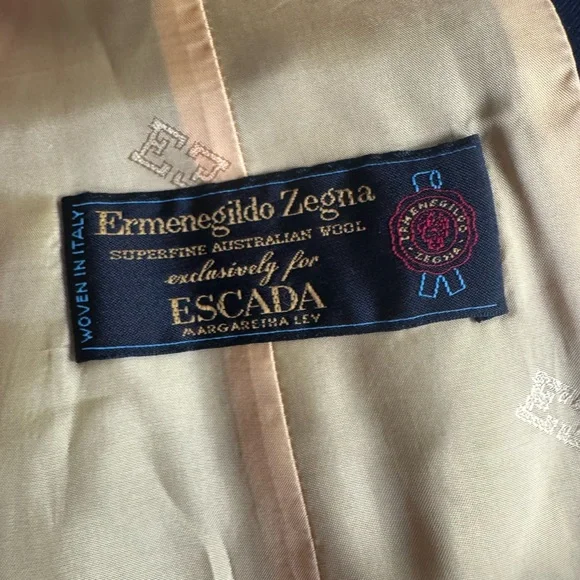 WOVEN IN ITALY
Ermenegildo Zegna
SUPERFINE AUSTRALIAN WOOL
exclusively for
ESCADA
MARGARETHA LEY
ERMENEGILDO
ZEGNA